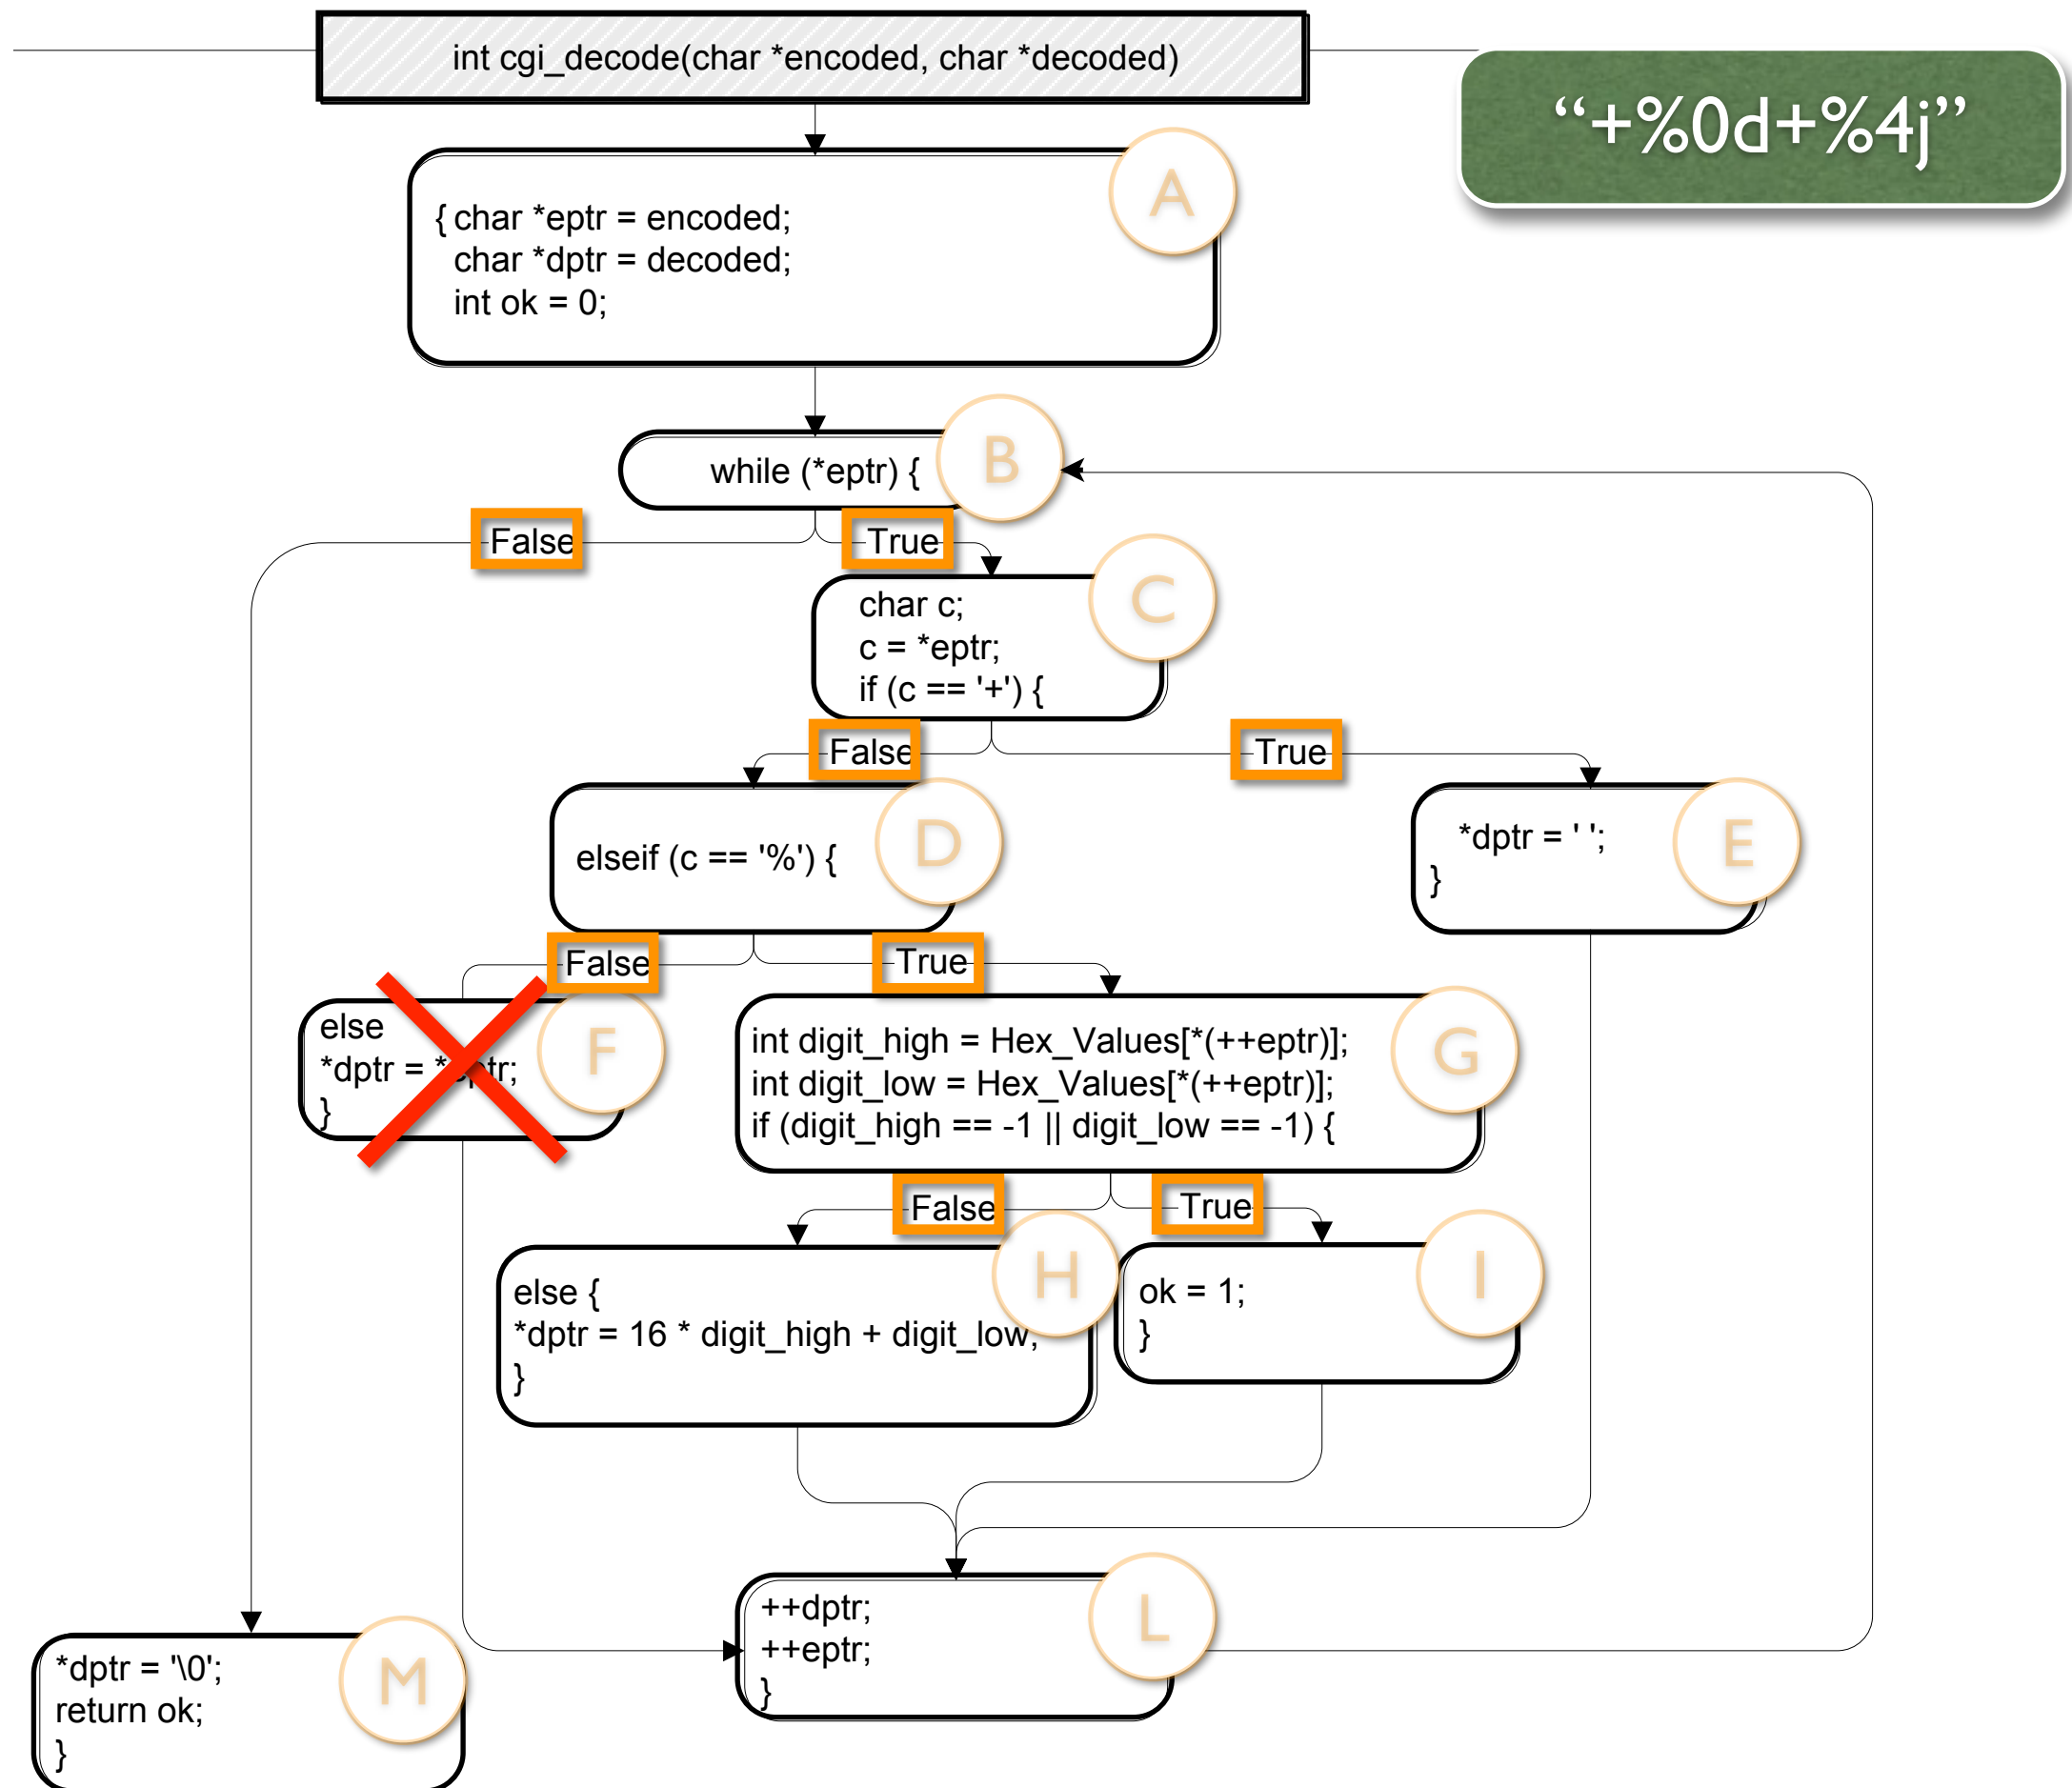 int cgi_decode(char *encoded, char *decoded)
“+%0d+%4j”
A
{ char *eptr = encoded;
char *dptr = decoded;
int ok = 0;
B
while (*eptr) {
False
True
C
char c;
c = *eptr;
if (c == '+') {
False
True
D
elseif (c == '%') {
E
*dptr = ' ';
}
False
True
F
else
*dptr = *eptr;
}
G
int digit_high = Hex_Values[*(++eptr)];
int digit_low = Hex_Values[*(++eptr)];
if (digit_high == -1 || digit_low == -1) {
False
True
H
else {
*dptr = 16 * digit_high + digit_low;
}
I
ok = 1;
}
L
++dptr;
++eptr;
}
M
*dptr = '\0';
return ok;
}